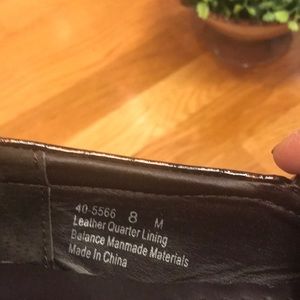 40-5566 8 M
Leather Quarter Lining
Balance Manmade Materials
Made In China